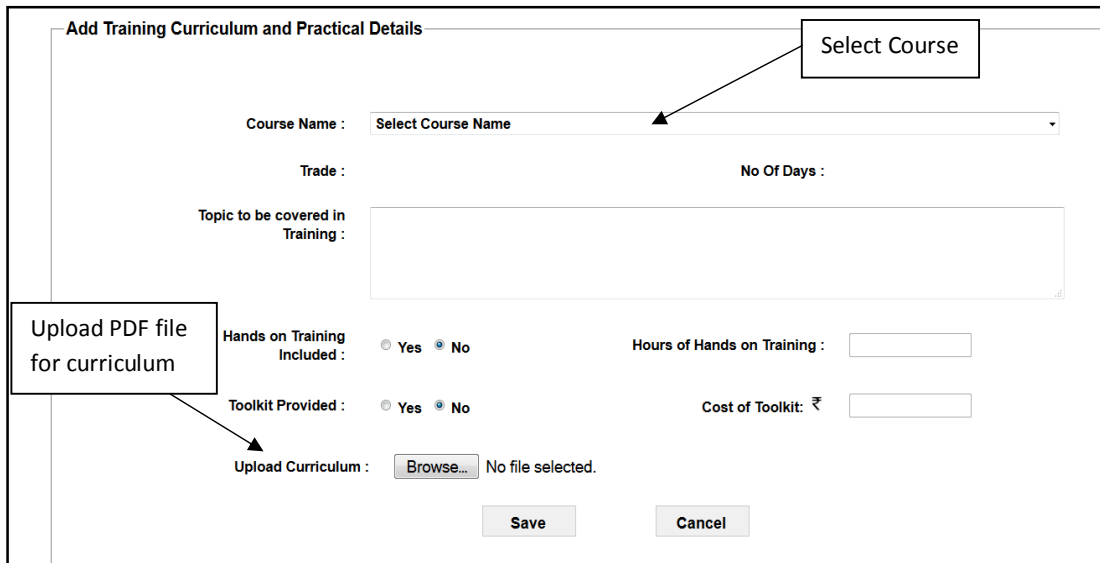 Add Training Curriculum and Practical Details
Select Course
Course Name :
Select Course Name
Trade :
No Of Days :
Topic to be covered in
Training :
Upload PDF file
for curriculum
Hands on Training
Included :
Yes No
Hours of Hands on Training :
Toolkit Provided :
Yes No
Cost of Toolkit: ₹
Upload Curriculum :
Browse... No file selected.
Save
Cancel